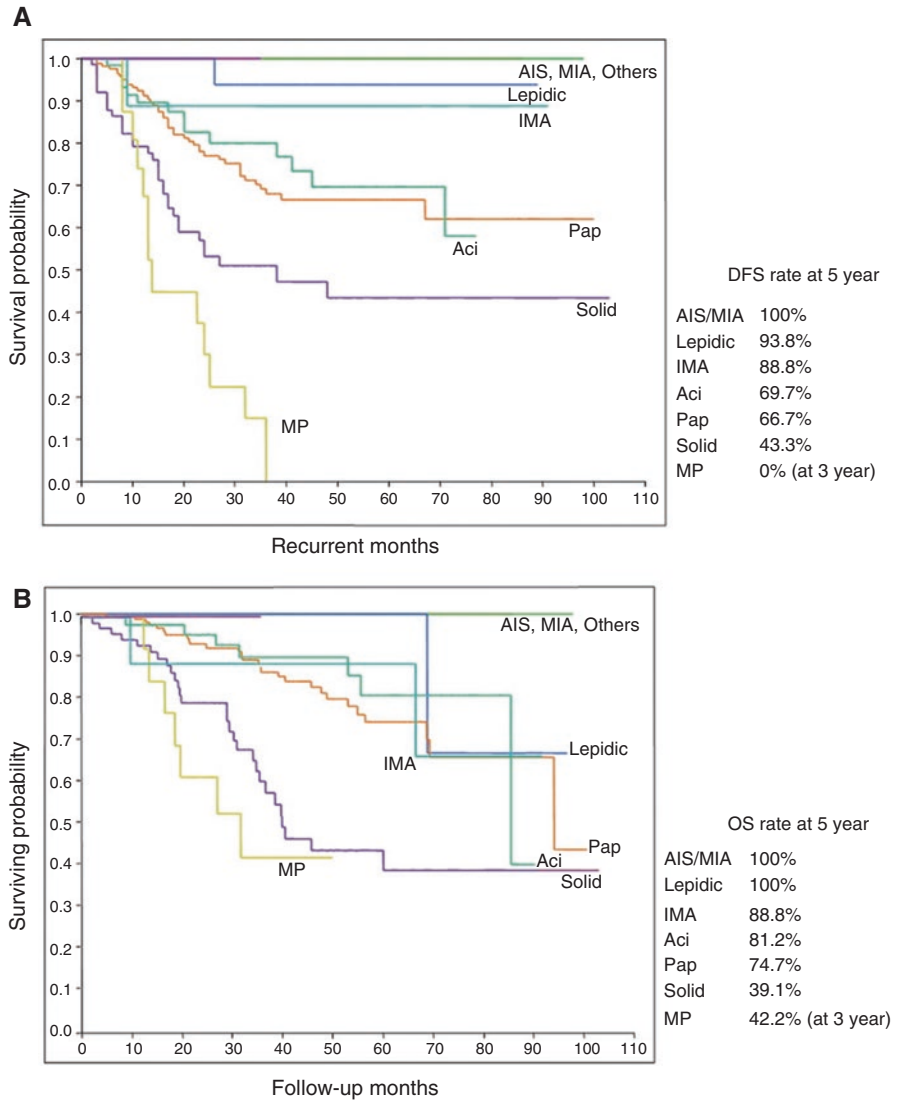 A
Survival probability
1.0
0.9
0.8
0.7
0.6
0.5
0.4
0.3
0.2
0.1
0.0
0 10 20 30 40 50 60 70 80 90 100 110
Recurrent months
AIS, MIA, Others
Lepidic
IMA
Pap
Aci
Solid
MP
DFS rate at 5 year
AIS/MIA 100%
Lepidic 93.8%
IMA 88.8%
Aci 69.7%
Pap 66.7%
Solid 43.3%
MP 0% (at 3 year)
B
Surviving probability
1.0
0.9
0.8
0.7
0.6
0.5
0.4
0.3
0.2
0.1
0.0
0 10 20 30 40 50 60 70 80 90 100 110
Follow-up months
AIS, MIA, Others
Lepidic
IMA
Pap
Aci
MP
Solid
OS rate at 5 year
AIS/MIA 100%
Lepidic 100%
IMA 88.8%
Aci 81.2%
Pap 74.7%
Solid 39.1%
MP 42.2% (at 3 year)